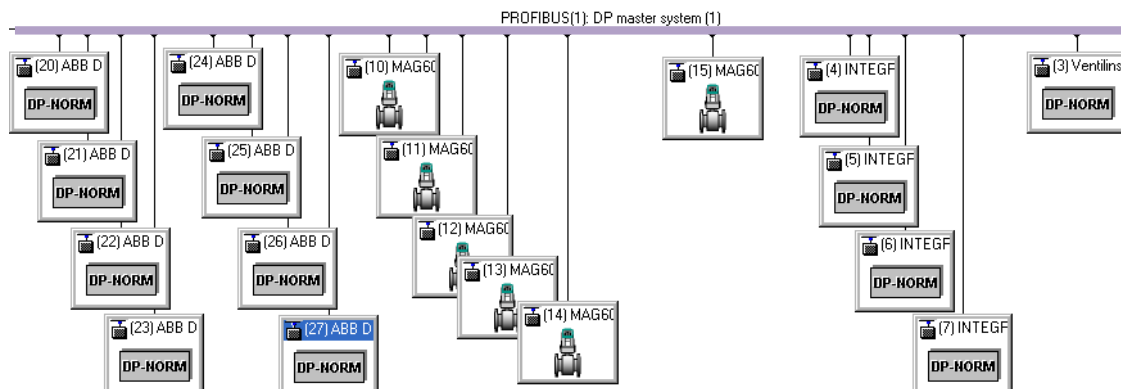 PROFIBUS(1): DP master system (1)
(20) ABB D
DP-NORM
(21) ABB D
DP-NORM
(22) ABB D
DP-NORM
(23) ABB D
DP-NORM
(24) ABB D
DP-NORM
(25) ABB D
DP-NORM
(26) ABB D
DP-NORM
(27) ABB D
DP-NORM
(10) MAG60
(11) MAG60
(12) MAG60
(13) MAG60
(14) MAG60
(15) MAG60
(4) INTEGF
DP-NORM
(5) INTEGF
DP-NORM
(6) INTEGF
DP-NORM
(7) INTEGF
DP-NORM
(3) Ventilins
DP-NORM